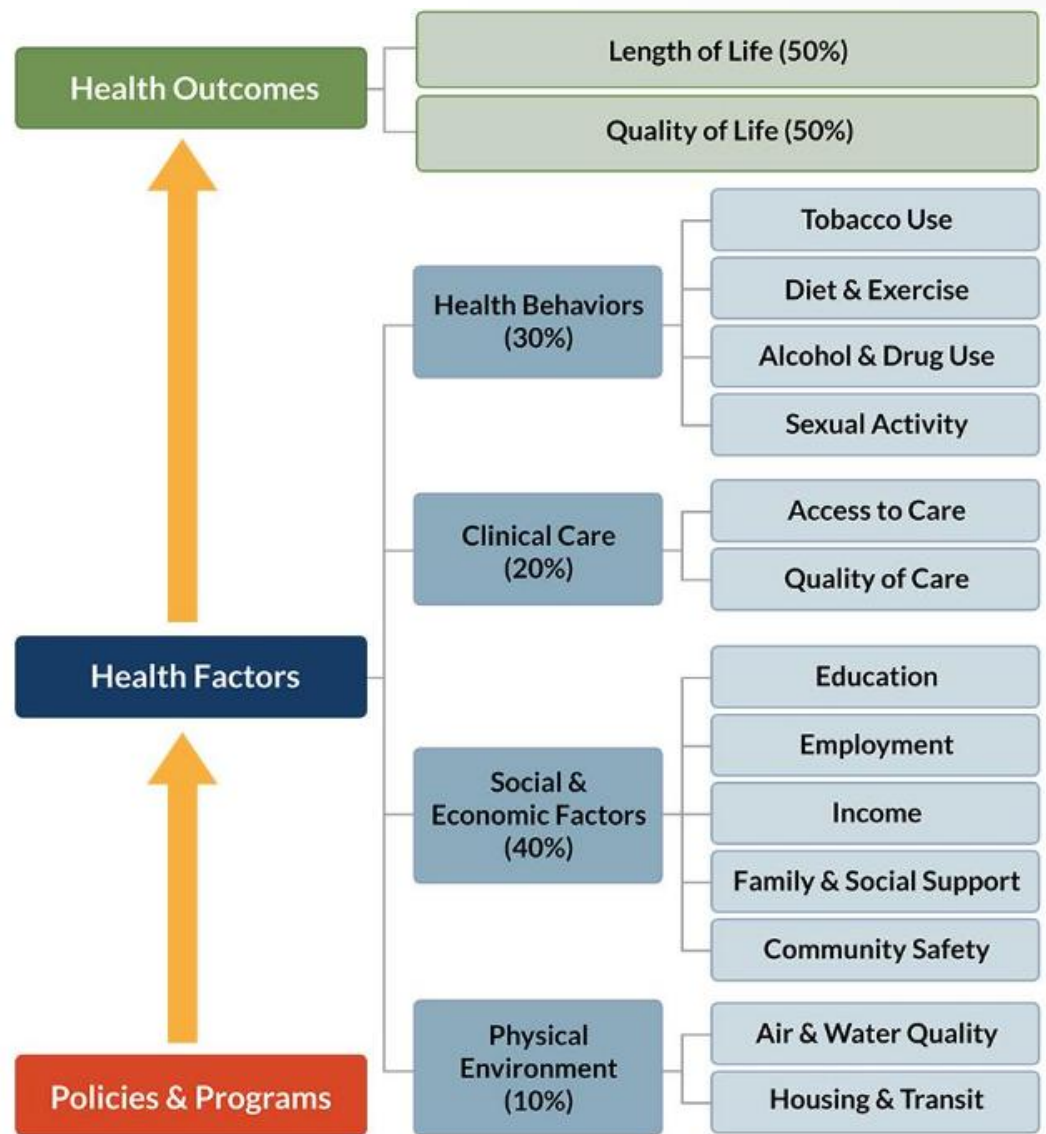 Health Outcomes
Length of Life (50%)
Quality of Life (50%)
Health Factors
Health Behaviors
(30%)
Tobacco Use
Diet & Exercise
Alcohol & Drug Use
Sexual Activity
Clinical Care
(20%)
Access to Care
Quality of Care
Social &
Economic Factors
(40%)
Education
Employment
Income
Family & Social Support
Community Safety
Physical
Environment
(10%)
Air & Water Quality
Housing & Transit
Policies & Programs